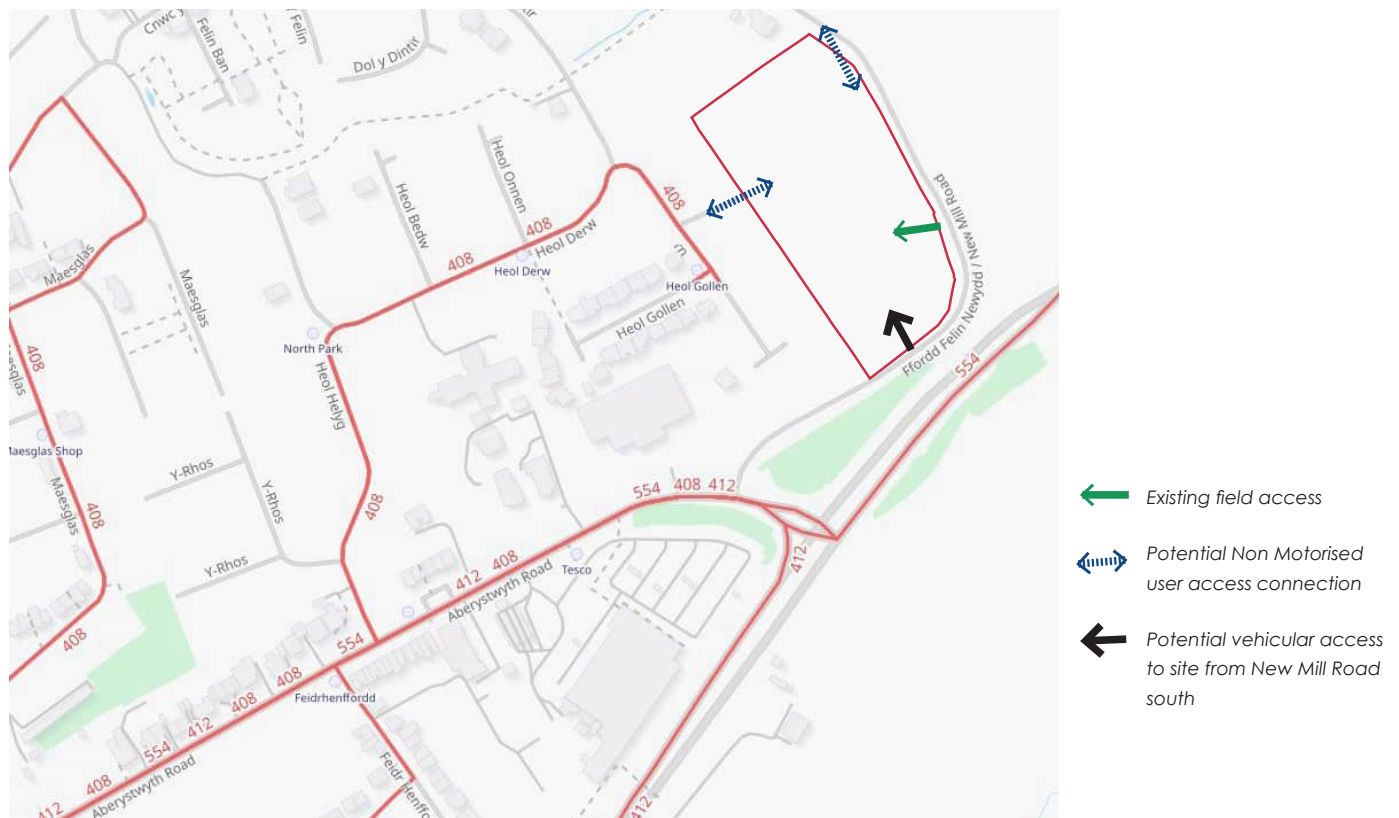 Cnwc y
Felin Ban
Felin
Dol y Dintir
Heol Onnen
Heol Bedw
408
408
408
Heol Derw
Heol Derw
Maesglas
Maesglas
408
North Park
Heol Helyg
Heol Gollen
Heol Gollen
Ffordd Felin Newydd / New Mill Road
554
Maesglas Shop
Maesglas
408
Y-Rhos
Y-Rhos
Y-Rhos
408
408
554 408 412
412
Tesco
412 408
Aberystwyth Road
554
Feidrhenffordd
408
408
412
554
408
412
Aberystwyth Road
Feidr Henffo
412
Existing field access
Potential Non Motorised
user access connection
Potential vehicular access
to site from New Mill Road
south